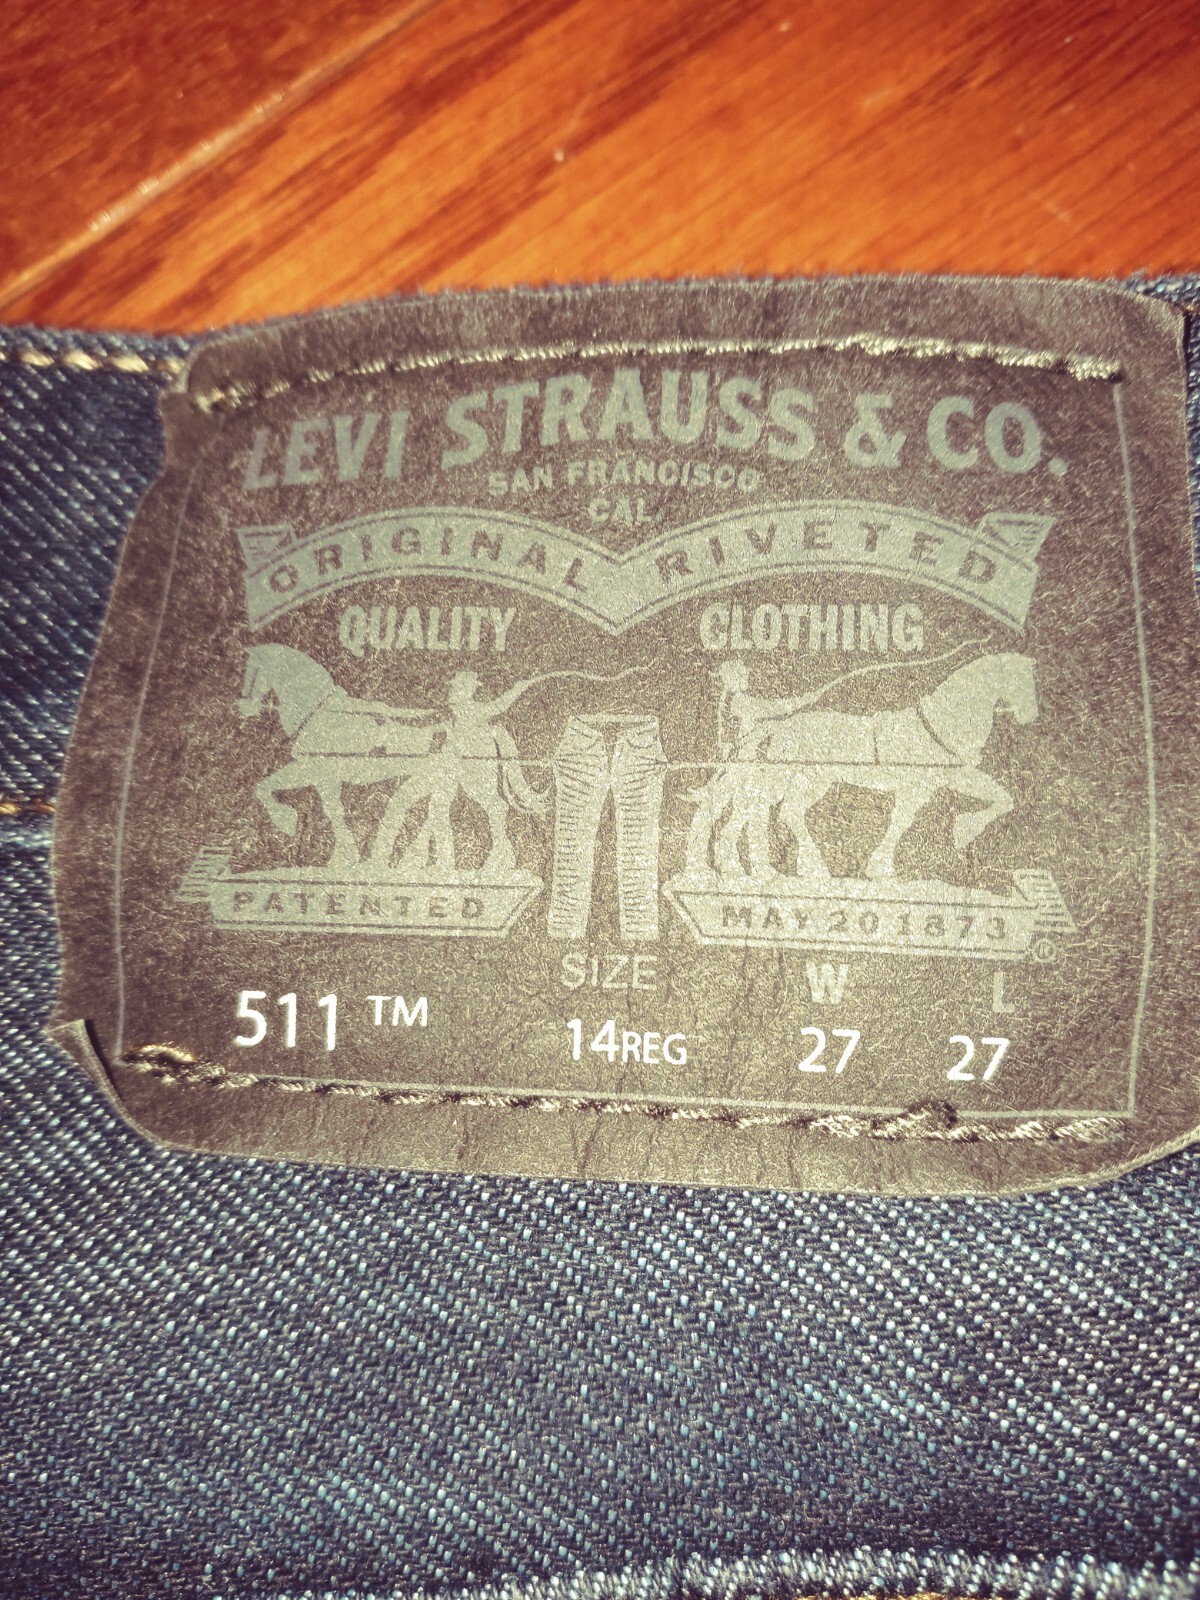 LEVI STRAUSS & CO.
SAN FRANCISCO
CAL
ORIGINAL RIVETED
QUALITY CLOTHING
PATENTED MAY 20 1873
®
SIZE W L
511 ™ 14REG 27 27